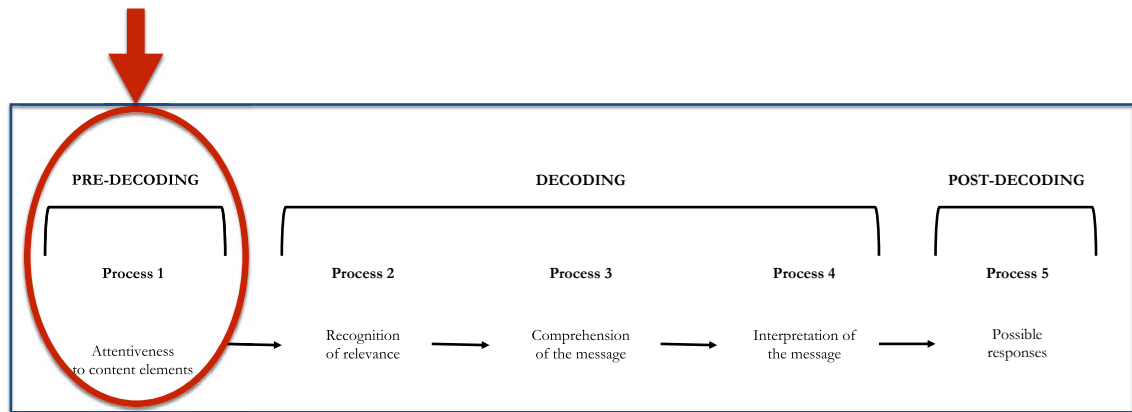 PRE-DECODING
DECODING
POST-DECODING
Process 1
Process 2
Process 3
Process 4
Process 5
Attentiveness
to content elements
Recognition
of relevance
Comprehension
of the message
Interpretation of
the message
Possible
responses